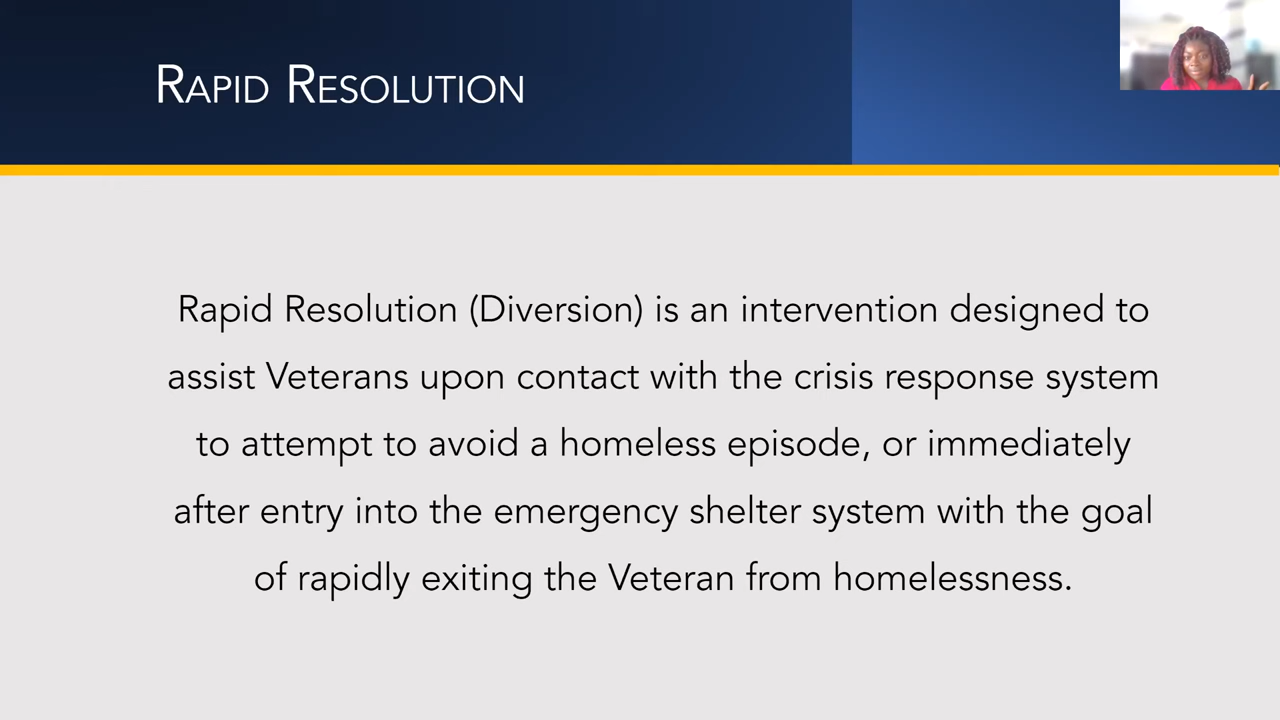 Rapid Resolution
Rapid Resolution (Diversion) is an intervention designed to
assist Veterans upon contact with the crisis response system
to attempt to avoid a homeless episode, or immediately
after entry into the emergency shelter system with the goal
of rapidly exiting the Veteran from homelessness.